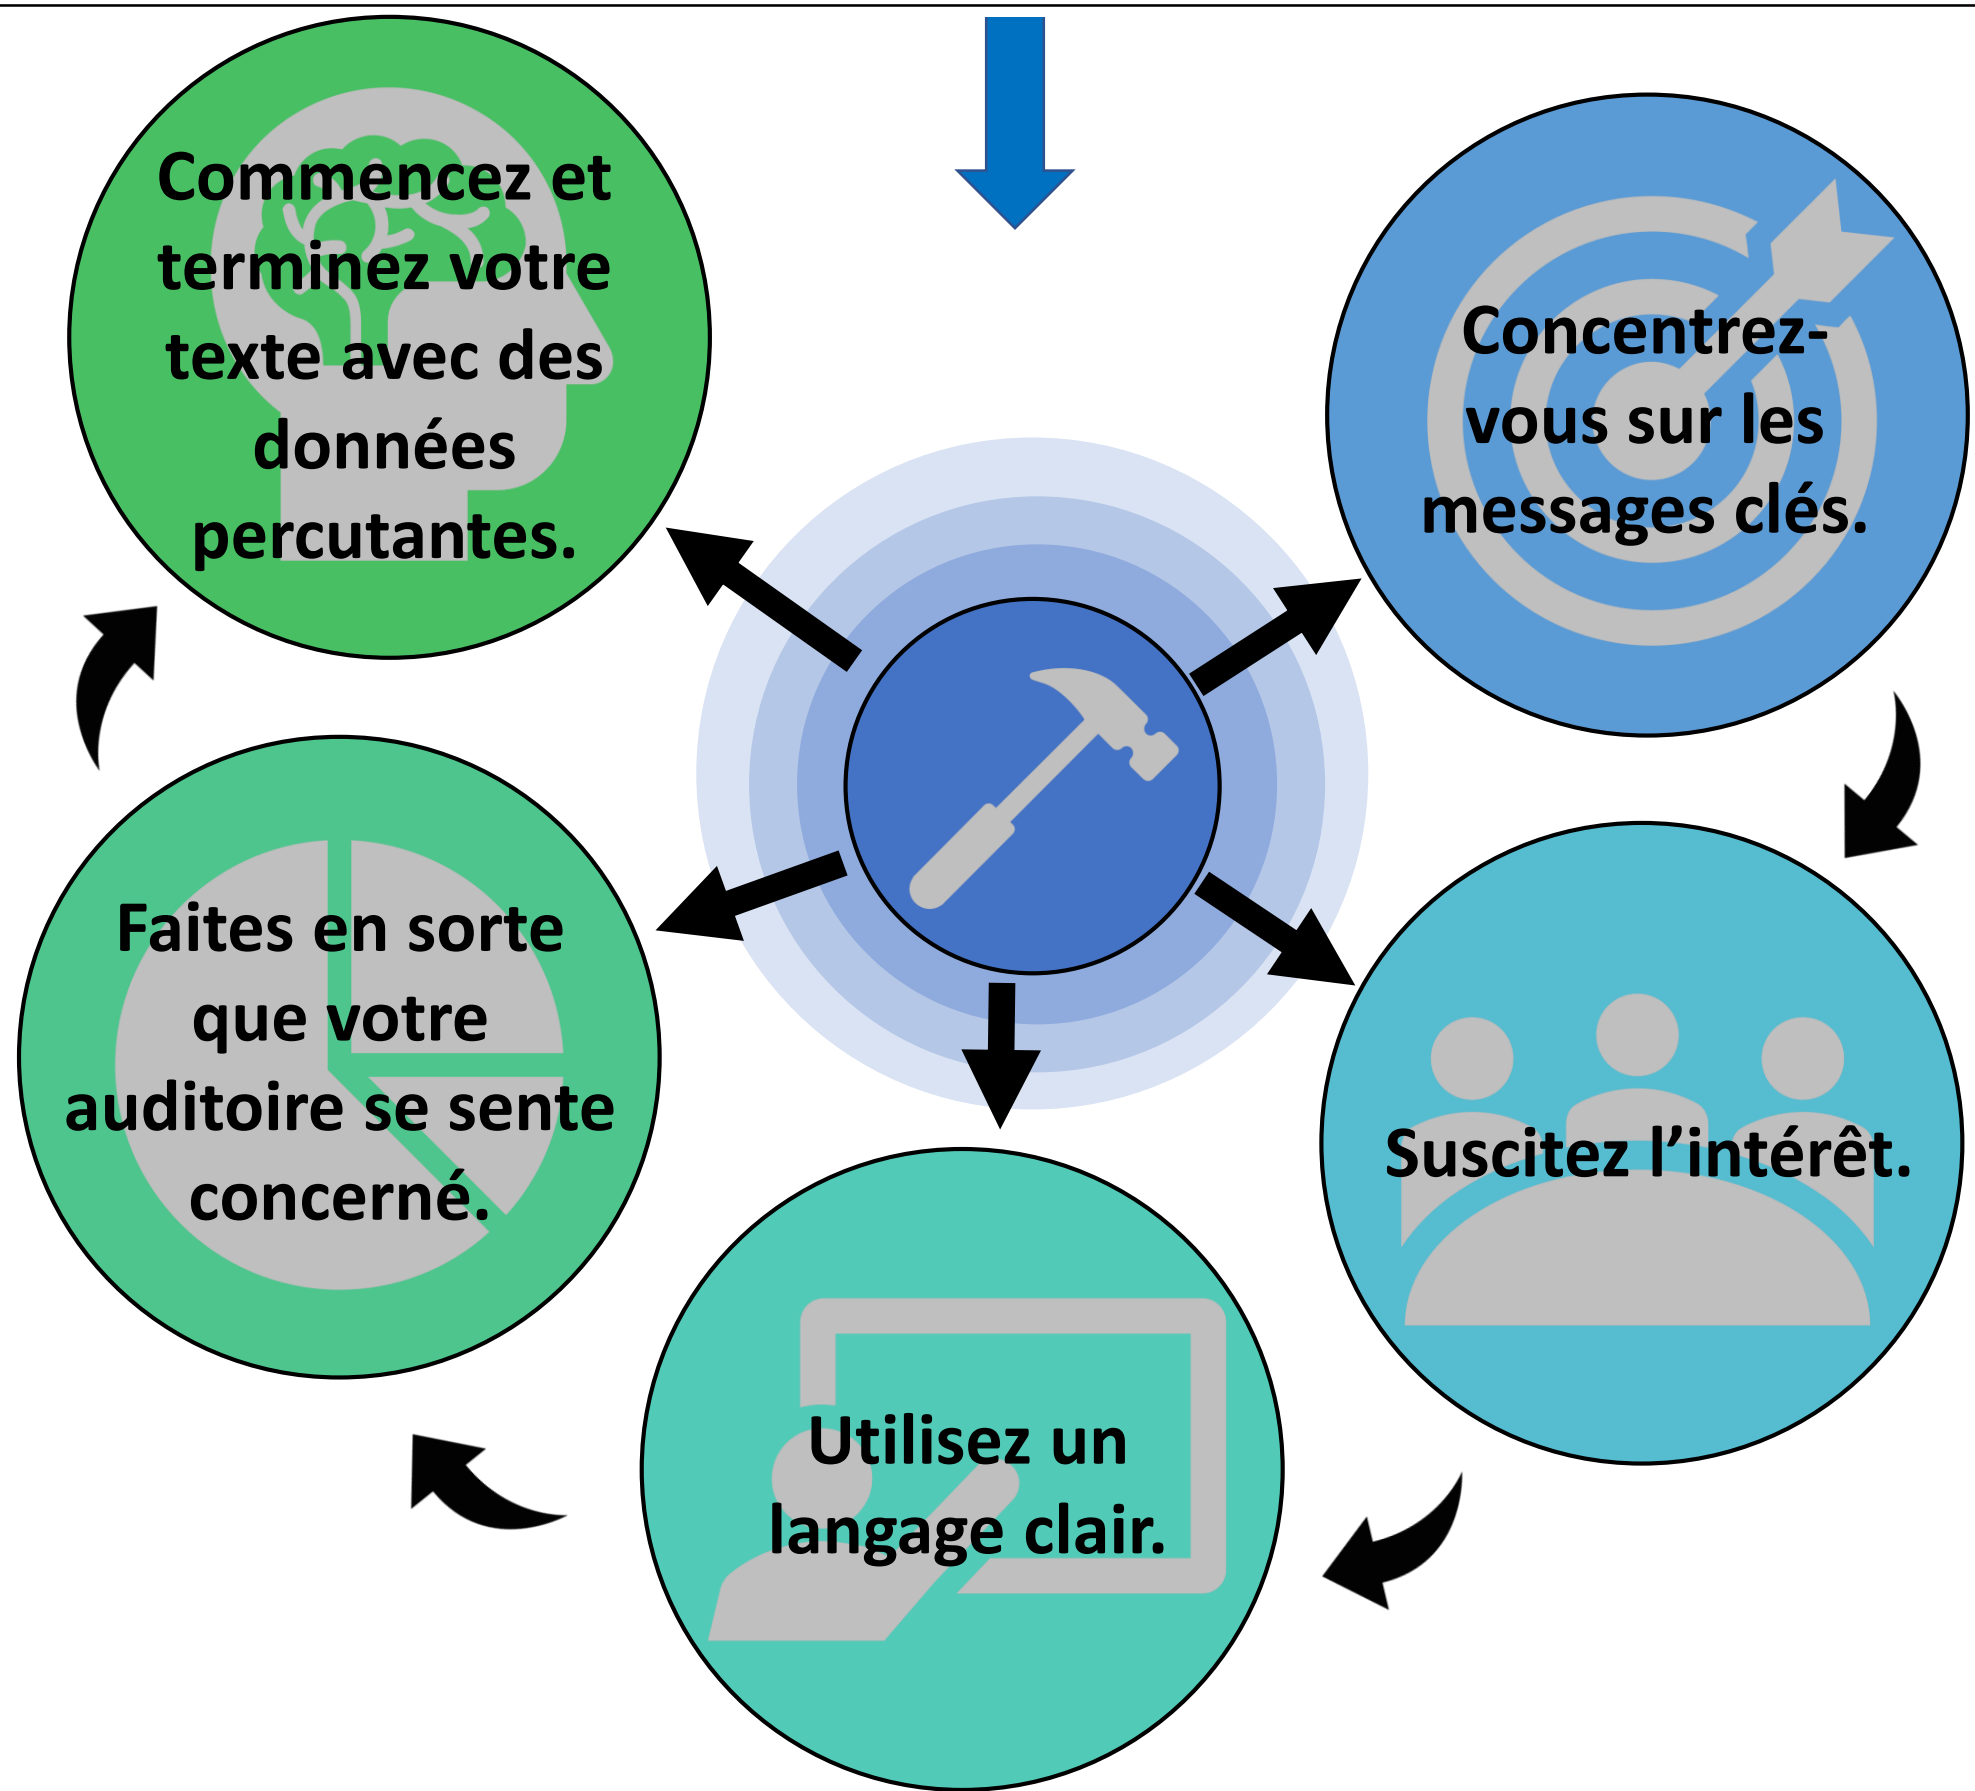 Commencez et
terminez votre
texte avec des
données
percutantes.
Concentrez-
vous sur les
messages clés.
Suscitez l’intérêt.
Utilisez un
langage clair.
Faites en sorte
que votre
auditoire se sente
concerné.